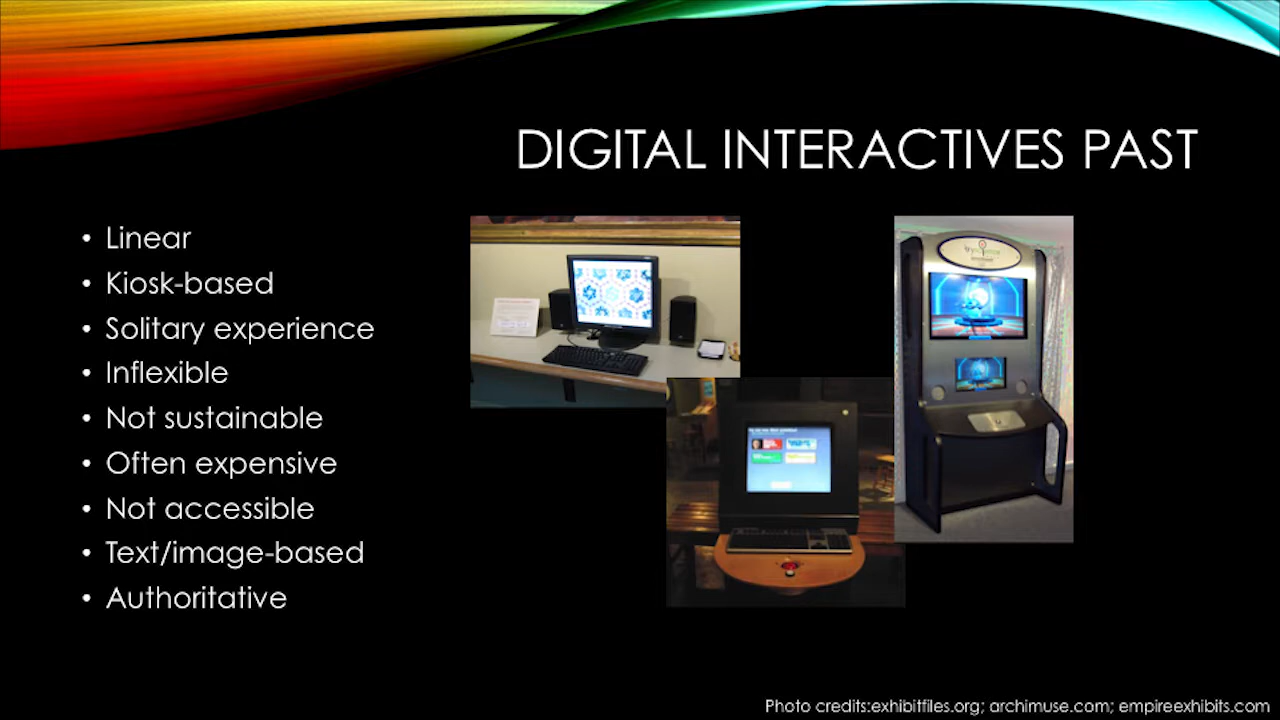 DIGITAL INTERACTIVES PAST
• Linear
• Kiosk-based
• Solitary experience
• Inflexible
• Not sustainable
• Often expensive
• Not accessible
• Text/image-based
• Authoritative
Photo credits:exhibitfiles.org; archimuse.com; empireexhibits.com